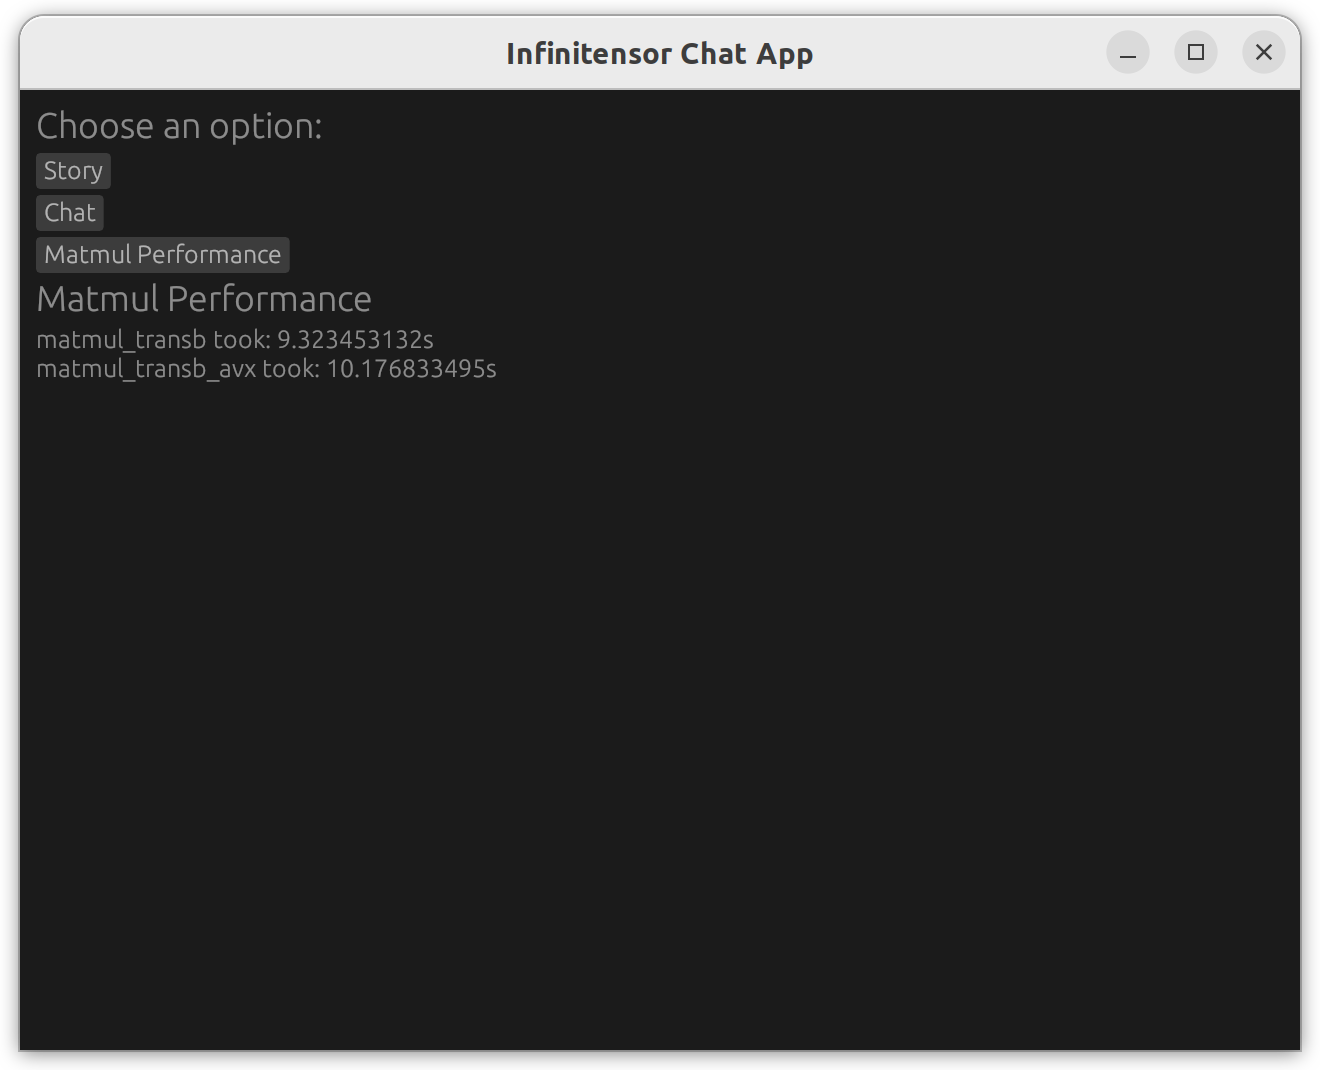 Infinitensor Chat App
Choose an option:
Story
Chat
Matmul Performance
Matmul Performance
matmul_transb took: 9.323453132s
matmul_transb_avx took: 10.176833495s